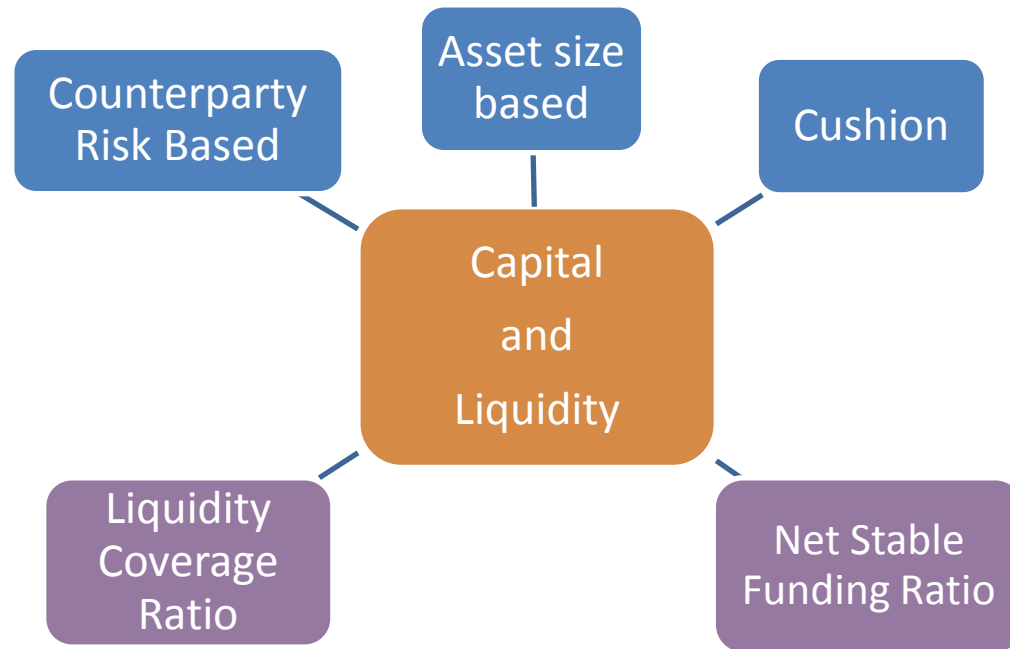 Counterparty
Risk Based
Asset size
based
Cushion
Capital
and
Liquidity
Liquidity
Coverage
Ratio
Net Stable
Funding Ratio